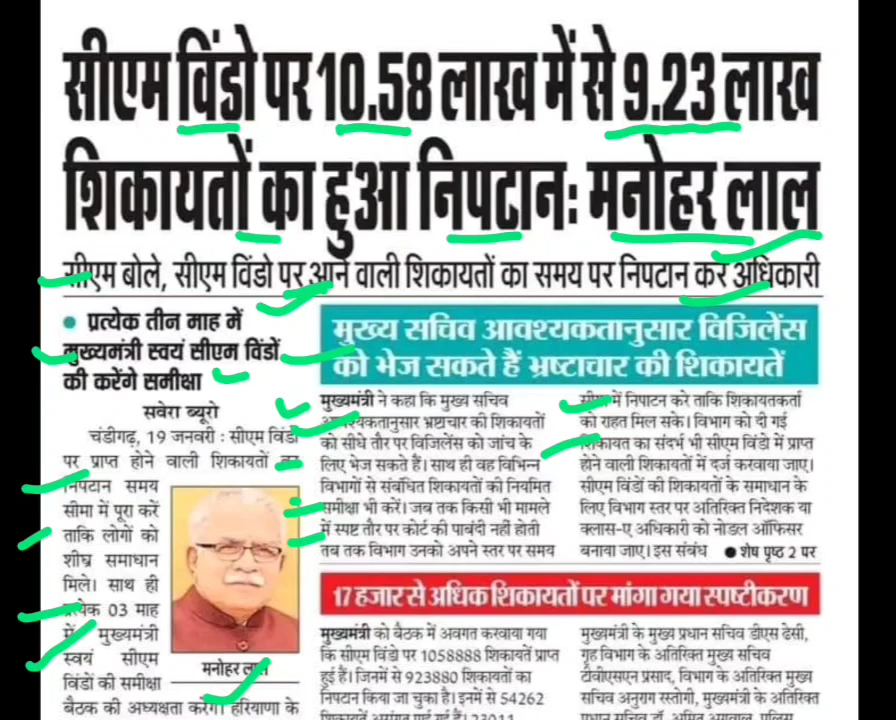 सीएम विंडो पर 10.58 लाख में से 9.23 लाख
शिकायतों का हुआ निपटान: मनोहर लाल
सीएम बोले, सीएम विंडो पर आने वाली शिकायतों का समय पर निपटान करें अधिकारी
● प्रत्येक तीन माह में
मुख्यमंत्री स्वयं सीएम विंडों
की करेंगे समीक्षा
सवेरा ब्यूरो
चंडीगढ़, 19 जनवरी : सीएम विंडो
पर प्राप्त होने वाली शिकायतों का
निपटान समय
सीमा में पूरा करें
ताकि लोगों को
शीघ्र समाधान
मिले। साथ ही
प्रत्येक 03 माह
में मुख्यमंत्री
स्वयं सीएम
विंडों की समीक्षा
बैठक की अध्यक्षता करेंगे। हरियाणा के
मनोहर लाल
मुख्य सचिव आवश्यकतानुसार विजिलेंस
को भेज सकते हैं भ्रष्टाचार की शिकायतें
मुख्यमंत्री ने कहा कि मुख्य सचिव
आवश्यकतानुसार भ्रष्टाचार की शिकायतों
को सीधे तौर पर विजिलेंस को जांच के
लिए भेज सकते हैं। साथ ही वह विभिन्न
विभागों से संबंधित शिकायतों की नियमित
समीक्षा भी करें। जब तक किसी भी मामले
में स्पष्ट तौर पर कोर्ट की पाबंदी नहीं होती
तब तक विभाग उनको अपने स्तर पर समय
सीमा में निपाटन करे ताकि शिकायतकर्ता
को राहत मिल सके। विभाग को दी गई
शिकायत का संदर्भ भी सीएम विंडो में प्राप्त
होने वाली शिकायतों में दर्ज करवाया जाए।
सीएम विंडों की शिकायतों के समाधान के
लिए विभाग स्तर पर अतिरिक्त निदेशक या
क्लास-ए अधिकारी को नोडल ऑफिसर
बनाया जाए। इस संबंध ● शेष पृष्ठ 2 पर
17 हजार से अधिक शिकायतों पर मांगा गया स्पष्टीकरण
मुख्यमंत्री को बैठक में अवगत करवाया गया
कि सीएम विंडो पर 1058888 शिकायतें प्राप्त
हुई हैं। जिनमें से 923880 शिकायतों का
निपटान किया जा चुका है। इनमें से 54262
मुख्यमंत्री के मुख्य प्रधान सचिव डीएस ढेसी,
गृह विभाग के अतिरिक्त मुख्य सचिव
टीवीएसएन प्रसाद, विभाग के अतिरिक्त मुख्य
सचिव अनुराग रस्तोगी, मुख्यमंत्री के अतिरिक्त